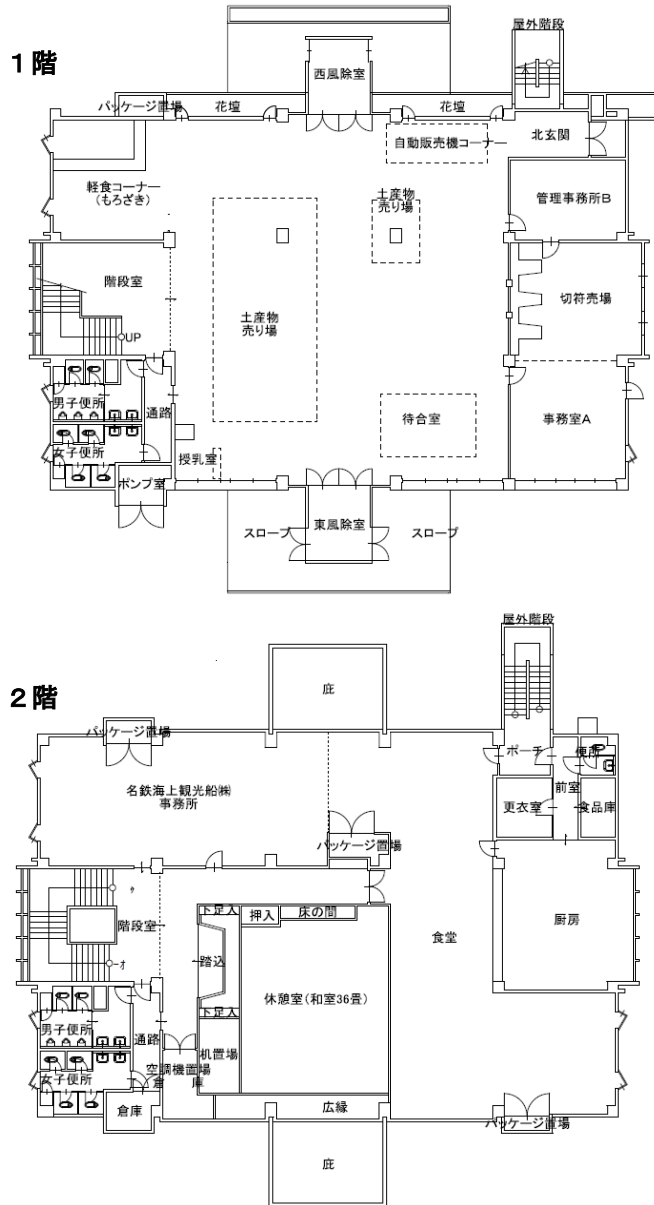 １階
屋外階段
西風除室
パッケージ置場
花壇
花壇
自動販売機コーナー
北玄関
軽食コーナー
（もろざき）
土産物
売り場
管理事務所B
階段室
切符売場
UP
土産物
売り場
男子便所
通路
待合室
事務室A
女子便所
授乳室
ポンプ室
スロープ
東風除室
スロープ
２階
屋外階段
庇
パッケージ置場
ポーチ
便所
名鉄海上観光船㈱
事務所
前室
更衣室
食品庫
パッケージ置場
下足入
押入
床の間
階段室
踏込
食堂
厨房
休憩室（和室36畳）
下足入
男子便所
通路
机置場
空調機置場
倉庫
女子便所
倉庫
広縁
パッケージ置場
庇